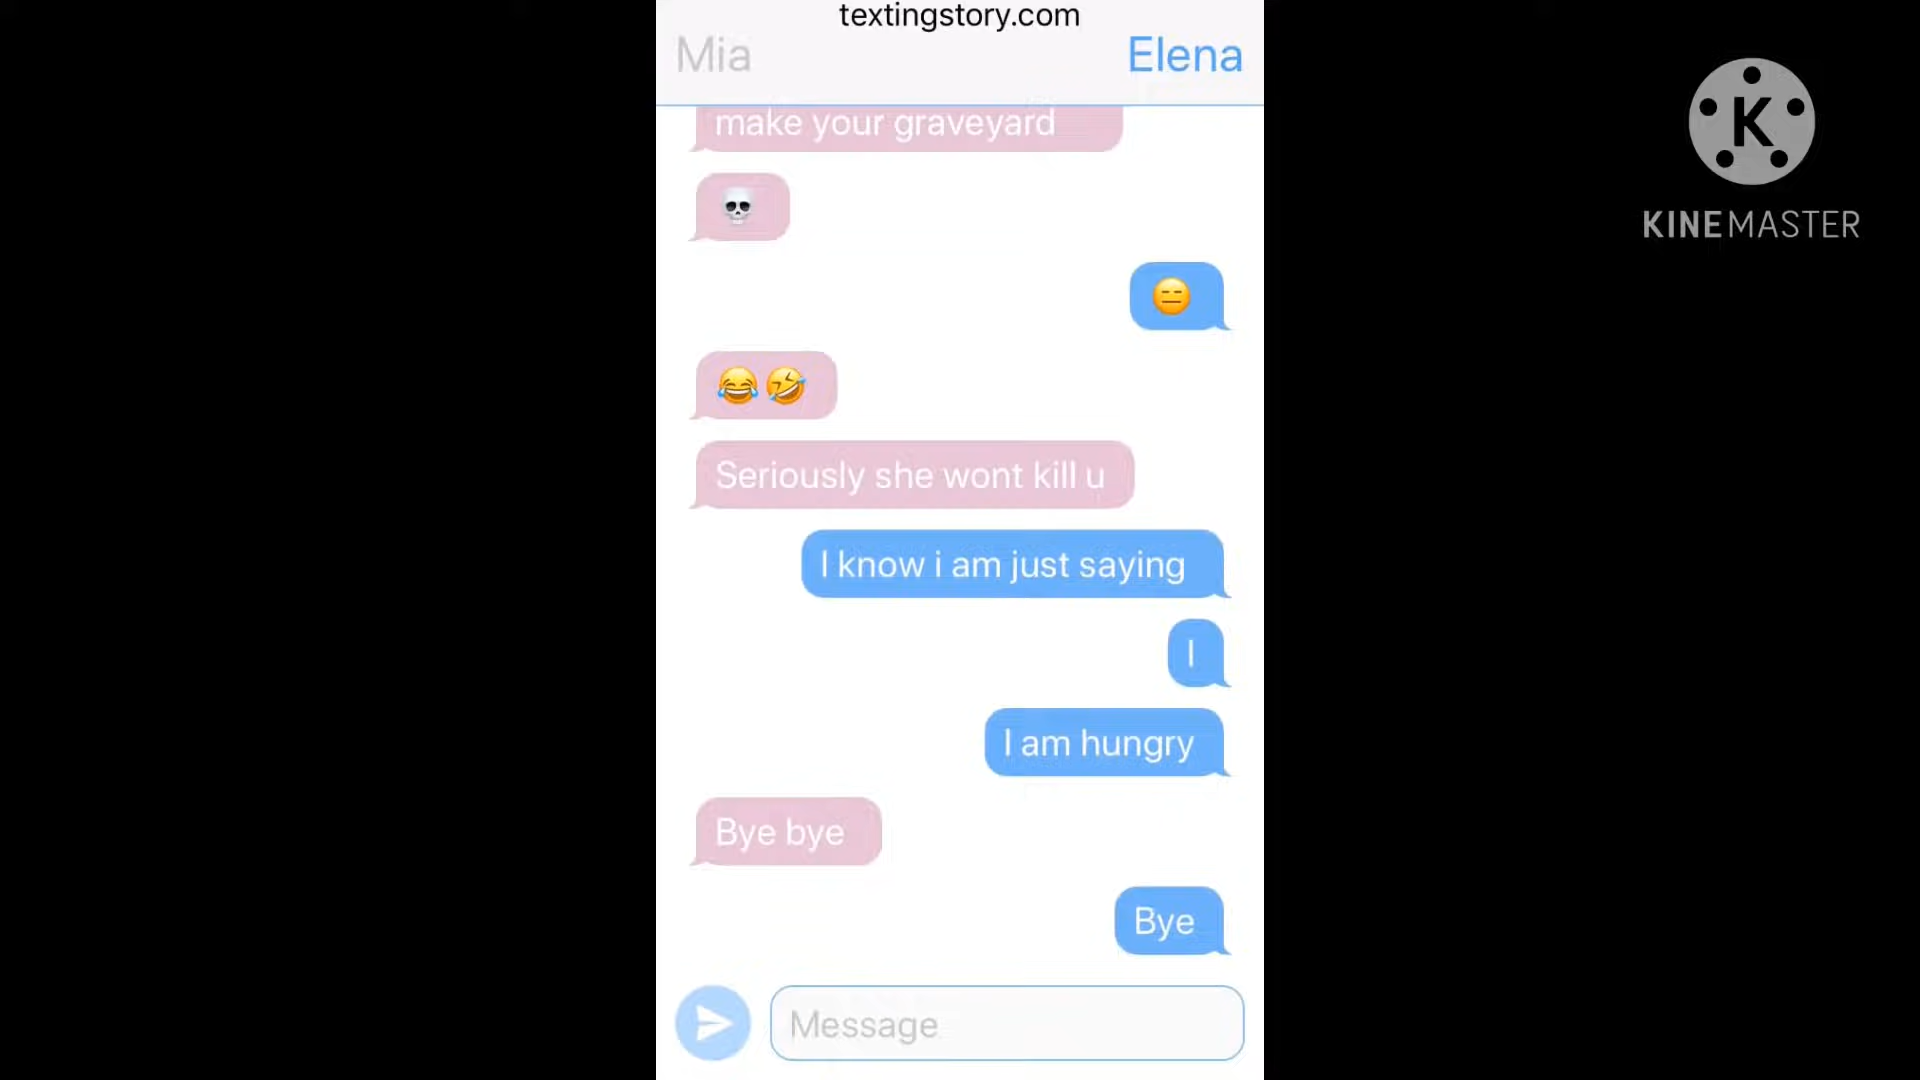 textingstory.com
Mia
Elena
make your graveyard
💀
😑
😂🤣
Seriously she wont kill u
I know i am just saying
I
I am hungry
Bye bye
Bye
Message
K
KINEMASTER